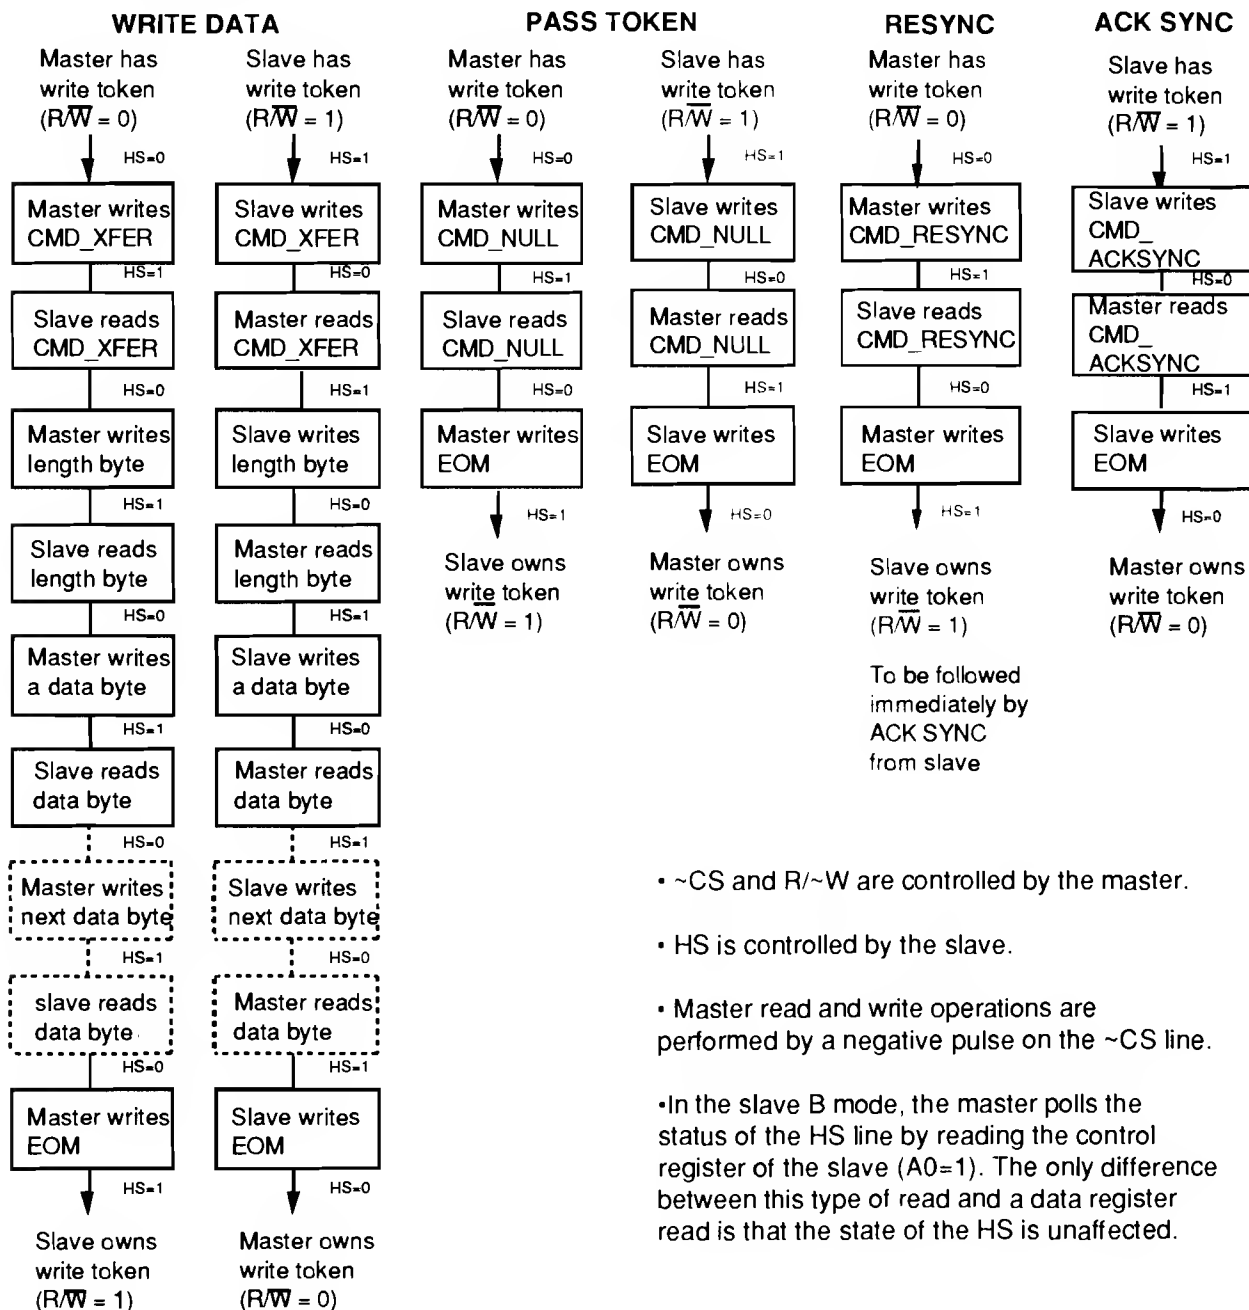 WRITE DATA
Master has
write token
(R/W̅ = 0)
HS=0
Master writes
CMD_XFER
HS=1
Slave reads
CMD_XFER
HS=0
Master writes
length byte
HS=1
Slave reads
length byte
HS=0
Master writes
a data byte
HS=1
Slave reads
data byte
HS=0
Master writes
next data byte
HS=1
slave reads
data byte
HS=0
Master writes
EOM
HS=1
Slave owns
write token
(R/W̅ = 1)
Slave has
write token
(R/W̅ = 1)
HS=1
Slave writes
CMD_XFER
HS=0
Master reads
CMD_XFER
HS=1
Slave writes
length byte
HS=0
Master reads
length byte
HS=1
Slave writes
a data byte
HS=0
Master reads
data byte
HS=1
Slave writes
next data byte
HS=0
Master reads
data byte
HS=1
Slave writes
EOM
HS=0
Master owns
write token
(R/W̅ = 0)
PASS TOKEN
Master has
write token
(R/W̅ = 0)
HS=0
Master writes
CMD_NULL
HS=1
Slave reads
CMD_NULL
HS=0
Master writes
EOM
HS=1
Slave owns
write token
(R/W̅ = 1)
Slave has
write token
(R/W̅ = 1)
HS=1
Slave writes
CMD_NULL
HS=0
Master reads
CMD_NULL
HS=1
Slave writes
EOM
HS=0
Master owns
write token
(R/W̅ = 0)
RESYNC
Master has
write token
(R/W̅ = 0)
HS=0
Master writes
CMD_RESYNC
HS=1
Slave reads
CMD_RESYNC
HS=0
Master writes
EOM
HS=1
Slave owns
write token
(R/W̅ = 1)
To be followed
immediately by
ACK SYNC
from slave
ACK SYNC
Slave has
write token
(R/W̅ = 1)
HS=1
Slave writes
CMD_
ACKSYNC
HS=0
Master reads
CMD_
ACKSYNC
HS=1
Slave writes
EOM
HS=0
Master owns
write token
(R/W̅ = 0)
• ~CS and R/~W are controlled by the master.
• HS is controlled by the slave.
• Master read and write operations are
performed by a negative pulse on the ~CS line.
•In the slave B mode, the master polls the
status of the HS line by reading the control
register of the slave (A0=1). The only difference
between this type of read and a data register
read is that the state of the HS is unaffected.